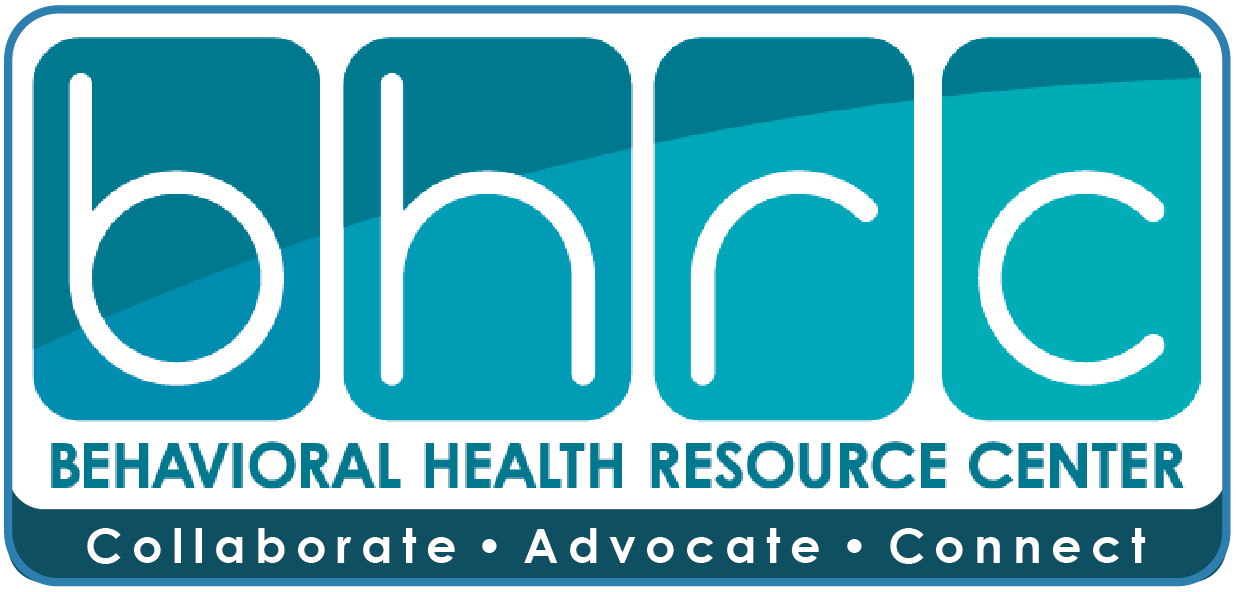 bhrc
BEHAVIORAL HEALTH RESOURCE CENTER
Collaborate • Advocate • Connect